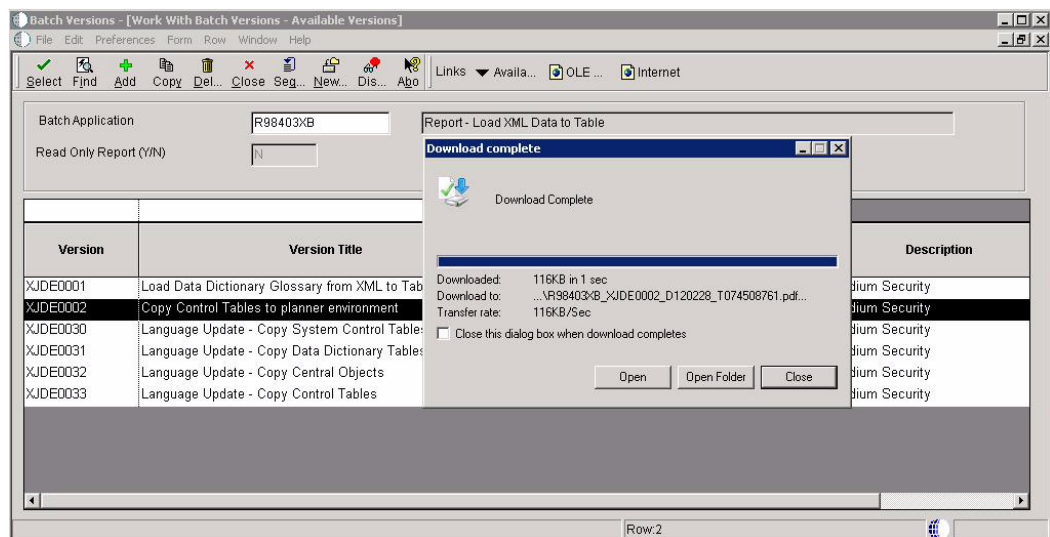 Batch Versions - [Work With Batch Versions - Available Versions]
File Edit Preferences Form Row Window Help
Select Find Add Copy Del... Close Seq... New... Dis... Abo Links Availa... OLE ... Internet
Batch Application R98403XB Report - Load XML Data to Table
Read Only Report (Y/N) N
Download complete
Download Complete
Downloaded: 116KB in 1 sec
Download to: ...\R98403XB_XJDE0002_D120228_T074508761.pdf...
Transfer rate: 116KB/Sec
Close this dialog box when download completes
Open Open Folder Close
Version Version Title Description
XJDE0001 Load Data Dictionary Glossary from XML to Tab dium Security
XJDE0002 Copy Control Tables to planner environment dium Security
XJDE0030 Language Update - Copy System Control Tables dium Security
XJDE0031 Language Update - Copy Data Dictionary Tables dium Security
XJDE0032 Language Update - Copy Central Objects dium Security
XJDE0033 Language Update - Copy Control Tables dium Security
Row:2